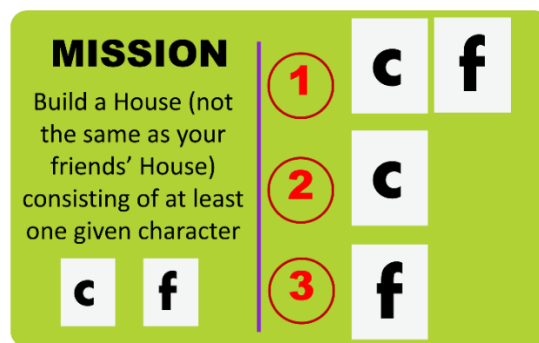 MISSION
Build a House (not
the same as your
friends' House)
consisting of at least
one given character
c f
1 c f
2 c
3 f